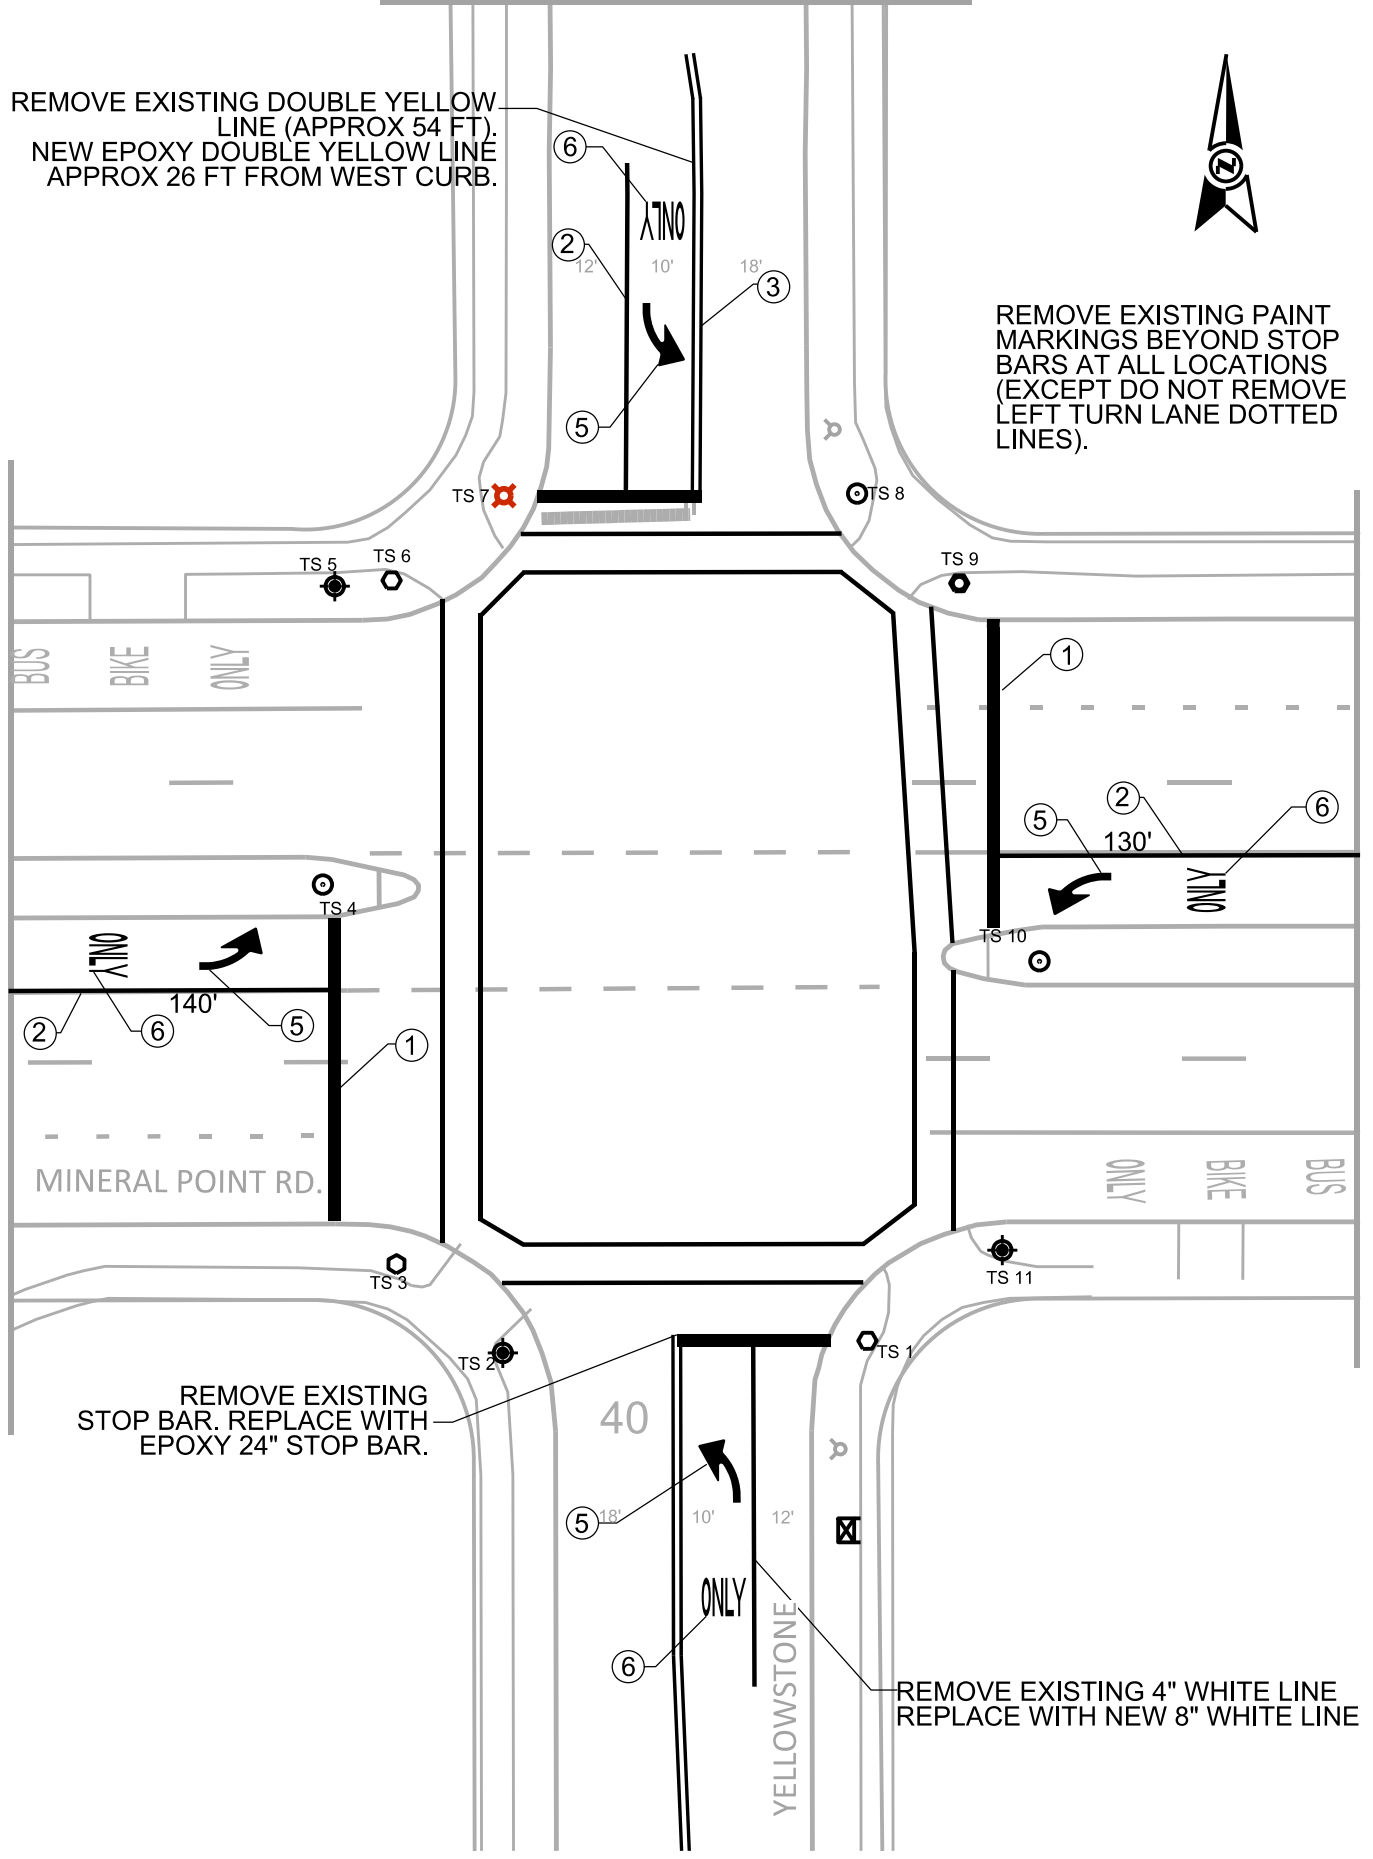 REMOVE EXISTING DOUBLE YELLOW
LINE (APPROX 54 FT).
NEW EPOXY DOUBLE YELLOW LINE
APPROX 26 FT FROM WEST CURB.
6
ONLY
2
12'
10'
18'
3
5
N
REMOVE EXISTING PAINT
MARKINGS BEYOND STOP
BARS AT ALL LOCATIONS
(EXCEPT DO NOT REMOVE
LEFT TURN LANE DOTTED
LINES).
TS 7
TS 8
TS 5
TS 6
TS 9
BUS
BIKE
ONLY
1
2
6
5
130'
ONLY
TS 4
TS 10
ONLY
140'
2
6
5
1
MINERAL POINT RD.
ONLY
BIKE
BUS
TS 3
TS 11
TS 2
TS 1
REMOVE EXISTING
STOP BAR. REPLACE WITH
EPOXY 24" STOP BAR.
40
5
18'
10'
12'
ONLY
6
YELLOWSTONE
REMOVE EXISTING 4" WHITE LINE
REPLACE WITH NEW 8" WHITE LINE